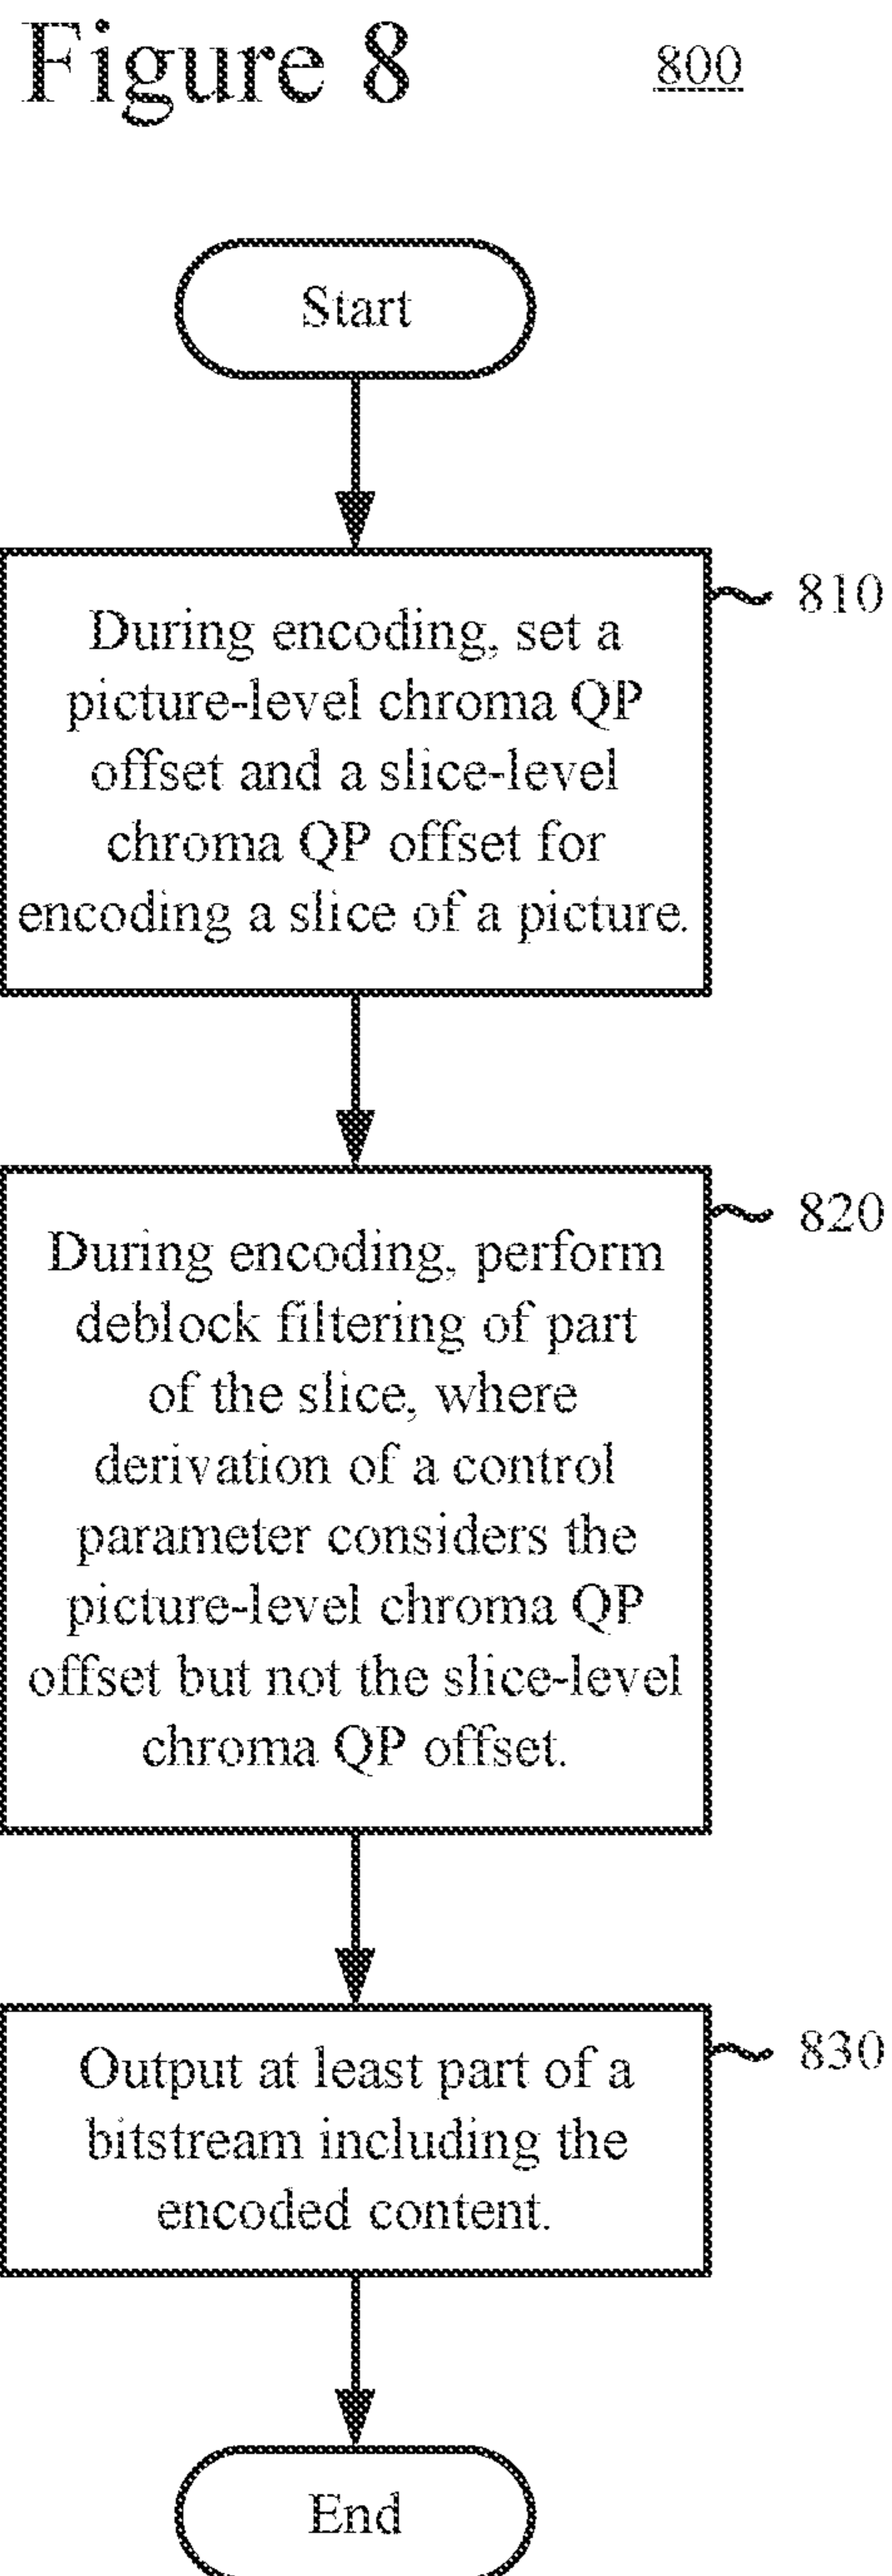 Figure 8
800
Start
During encoding, set a
picture-level chroma QP
offset and a slice-level
chroma QP offset for
encoding a slice of a picture.
810
During encoding, perform
deblock filtering of part
of the slice, where
derivation of a control
parameter considers the
picture-level chroma QP
offset but not the slice-level
chroma QP offset.
820
Output at least part of a
bitstream including the
encoded content.
830
End